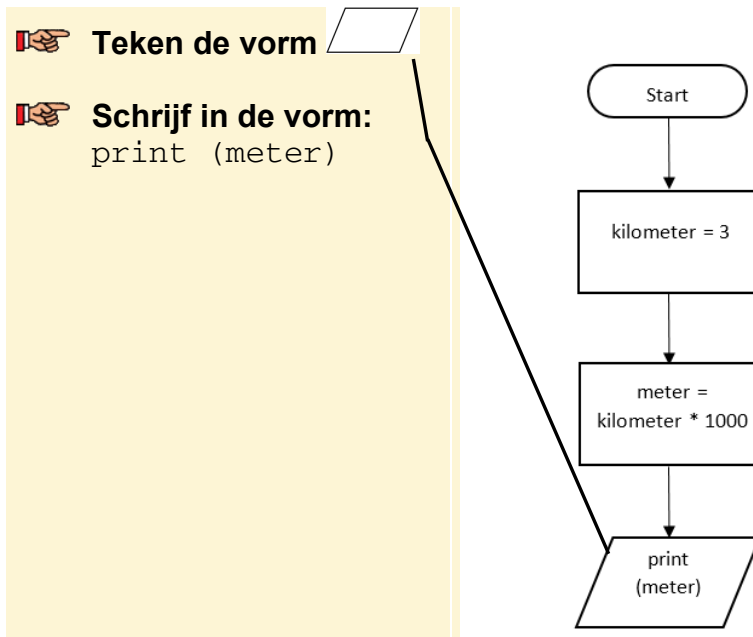 Teken de vorm
Schrijf in de vorm:
print (meter)
Start
kilometer = 3
meter =
kilometer * 1000
print
(meter)